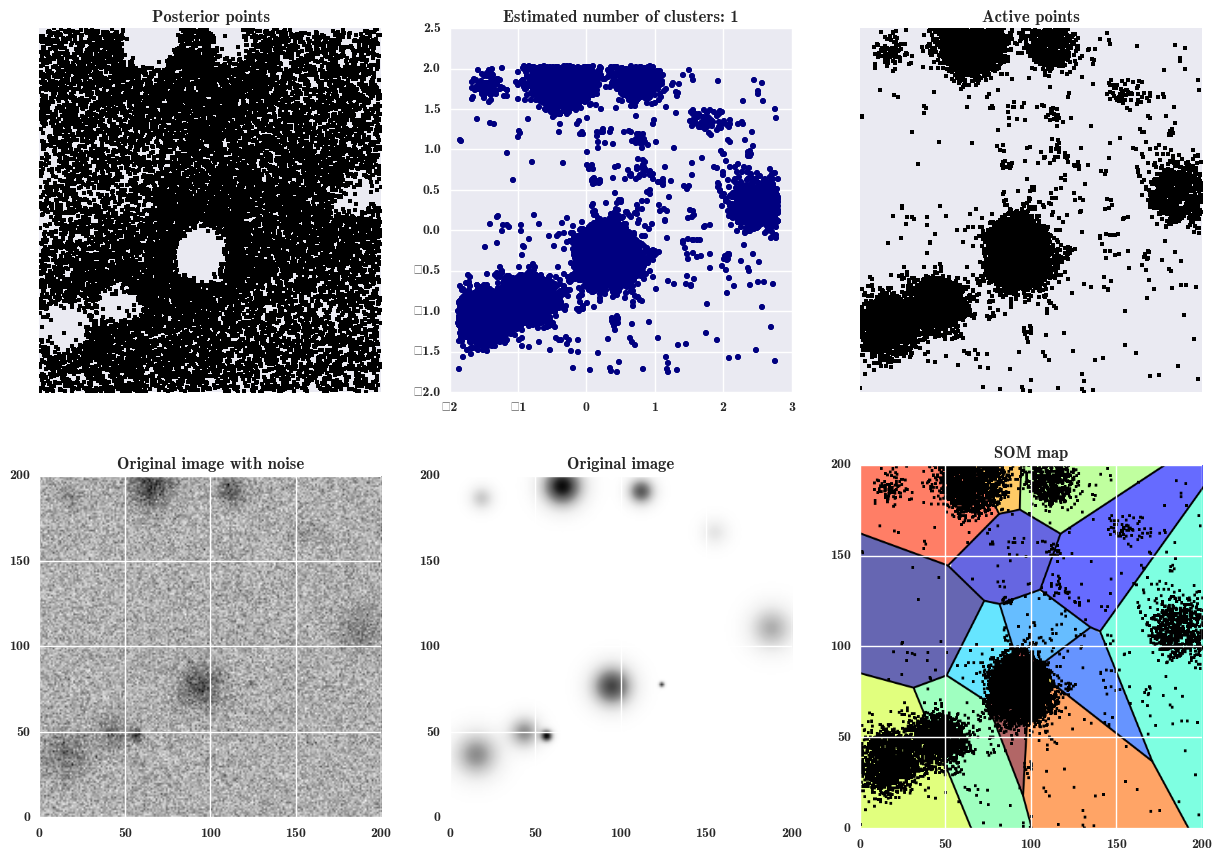 Posterior points
Estimated number of clusters: 1
Active points
2.5
2.0
1.5
1.0
0.5
0.0
□0.5
□1.0
□1.5
□2.0
□2 □1 0 1 2 3
Original image with noise
Original image
SOM map
200
150
100
50
0
0 50 100 150 200
200
150
100
50
0
0 50 100 150 200
200
150
100
50
0
0 50 100 150 200